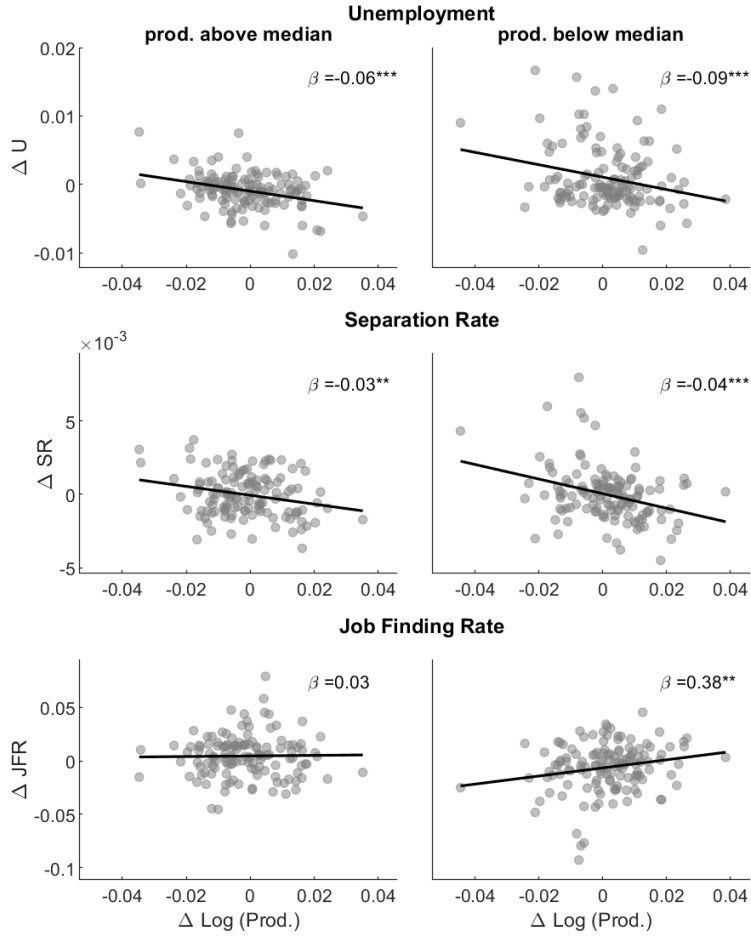 Unemployment
prod. above median prod. below median
0.02
0.01
0
-0.01
Δ U
β =-0.06***
β =-0.09***
-0.04 -0.02 0 0.02 0.04 -0.04 -0.02 0 0.02 0.04
Separation Rate
×10-3
5
0
-5
Δ SR
β =-0.03**
β =-0.04***
-0.04 -0.02 0 0.02 0.04 -0.04 -0.02 0 0.02 0.04
Job Finding Rate
0.05
0
-0.05
-0.1
Δ JFR
β =0.03
β =0.38**
-0.04 -0.02 0 0.02 0.04 -0.04 -0.02 0 0.02 0.04
Δ Log (Prod.) Δ Log (Prod.)